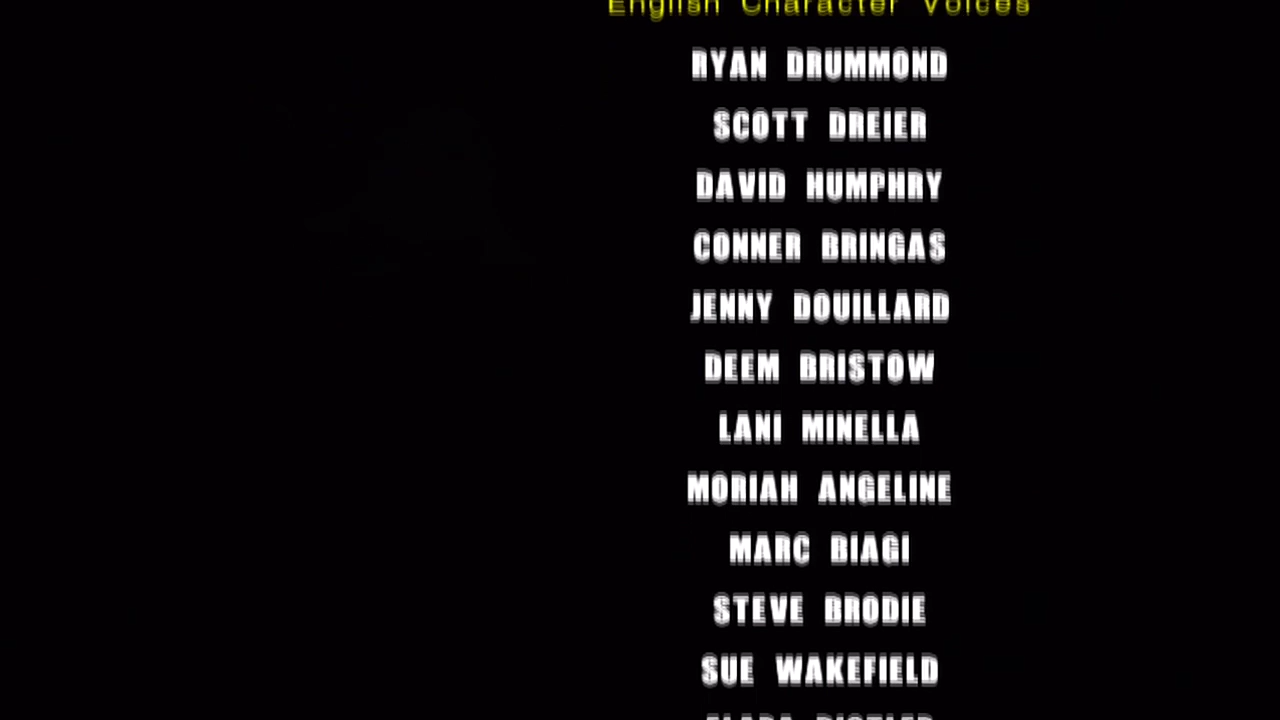 English Character Voices
RYAN DRUMMOND
SCOTT DREIER
DAVID HUMPHRY
CONNER BRINGAS
JENNY DOUILLARD
DEEM BRISTOW
LANI MINELLA
MORIAH ANGELINE
MARC BIAGI
STEVE BRODIE
SUE WAKEFIELD